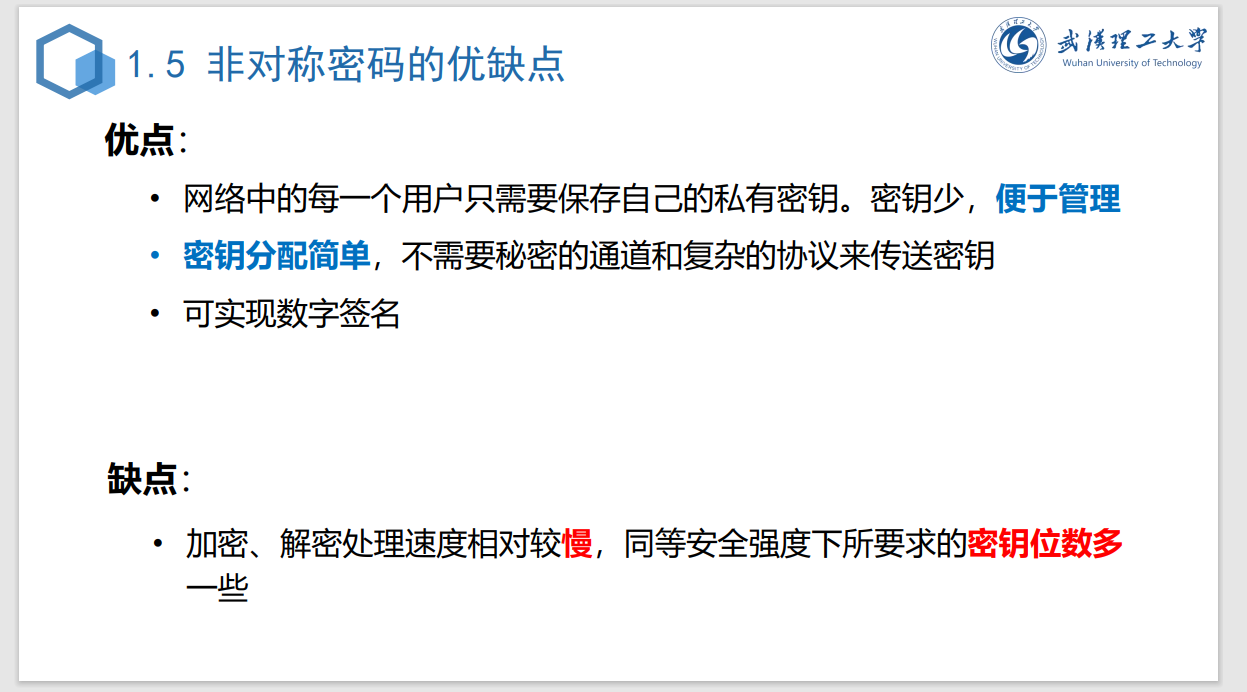 1.5 非对称密码的优缺点
武汉理工大学
Wuhan University of Technology
优点：
• 网络中的每一个用户只需要保存自己的私有密钥。密钥少，便于管理
• 密钥分配简单，不需要秘密的通道和复杂的协议来传送密钥
• 可实现数字签名
缺点：
• 加密、解密处理速度相对较慢，同等安全强度下所要求的密钥位数多
一些